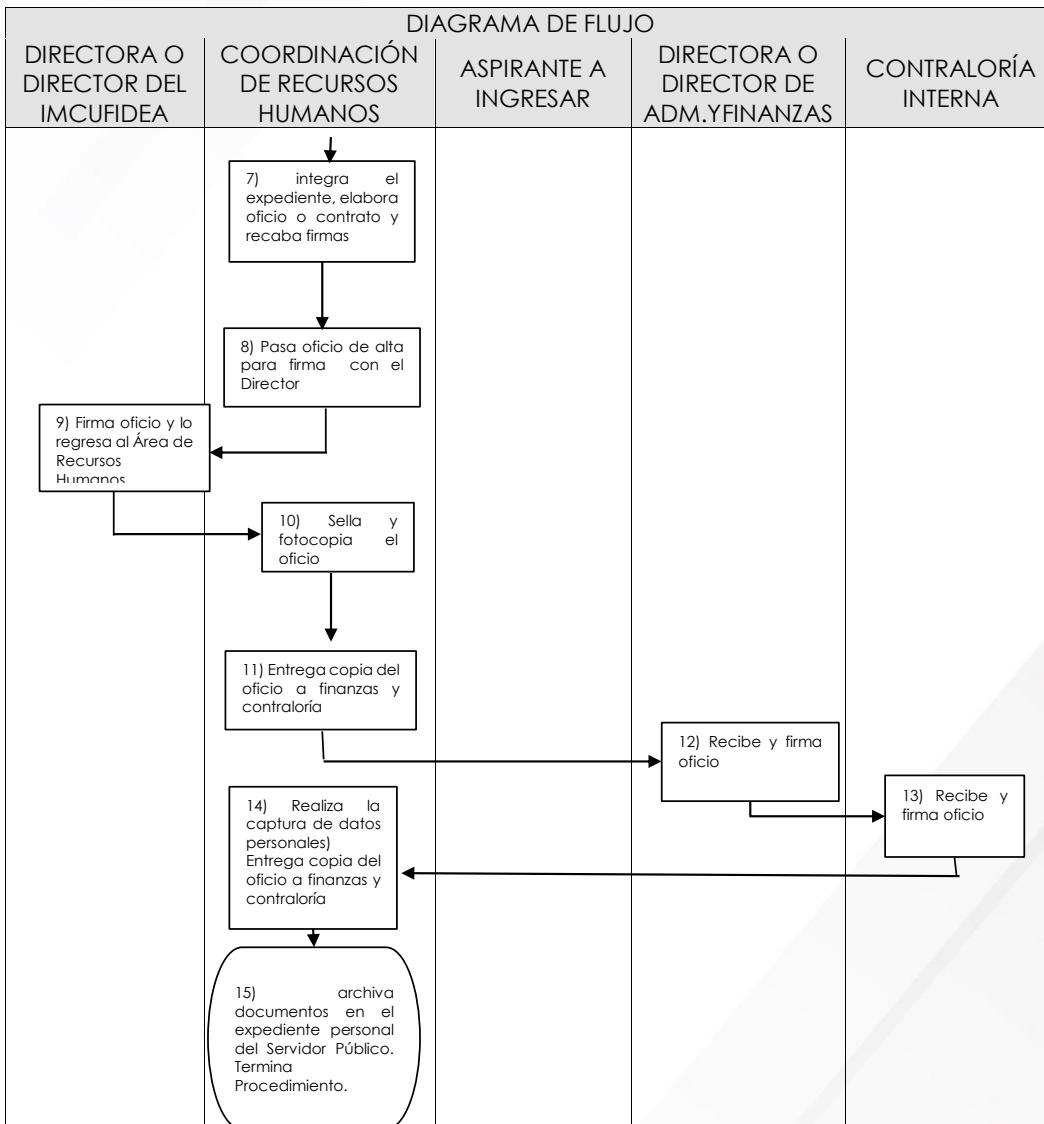 DIAGRAMA DE FLUJO
DIRECTORA O
DIRECTOR DEL
IMCUFIDEA
COORDINACIÓN
DE RECURSOS
HUMANOS
ASPIRANTE A
INGRESAR
DIRECTORA O
DIRECTOR DE
ADM.YFINANZAS
CONTRALORÍA
INTERNA
7) integra el
expediente, elabora
oficio o contrato y
recaba firmas
8) Pasa oficio de alta
para firma con el
Director
9) Firma oficio y lo
regresa al Área de
Recursos
Humanos
10) Sella y
fotocopia el
oficio
11) Entrega copia del
oficio a finanzas y
contraloría
12) Recibe y firma
oficio
13) Recibe y
firma oficio
14) Realiza la
captura de datos
personales)
Entrega copia del
oficio a finanzas y
contraloría
15) archiva
documentos en el
expediente personal
del Servidor Público.
Termina
Procedimiento.